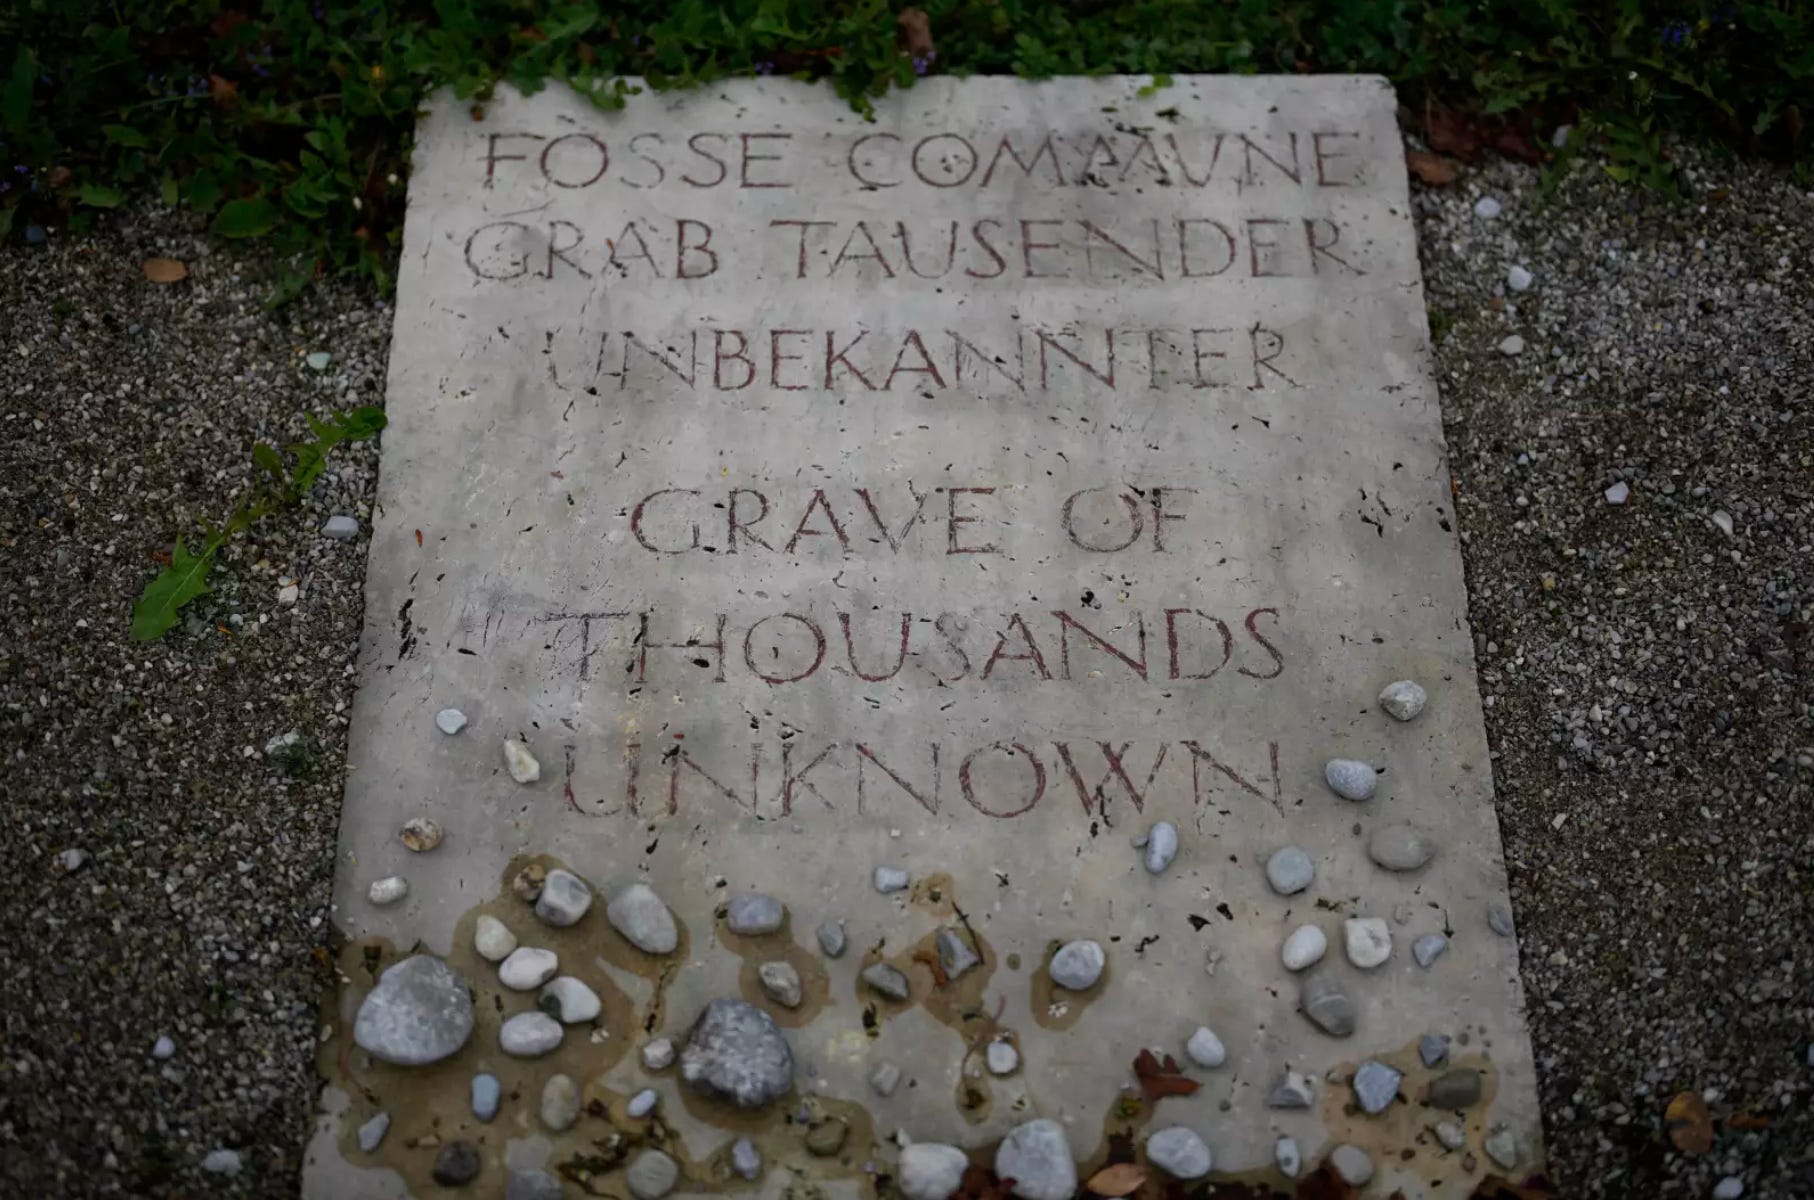 FOSSE COMMUNE
GRAB TAUSENDER
UNBEKANNTER
GRAVE OF
THOUSANDS
UNKNOWN